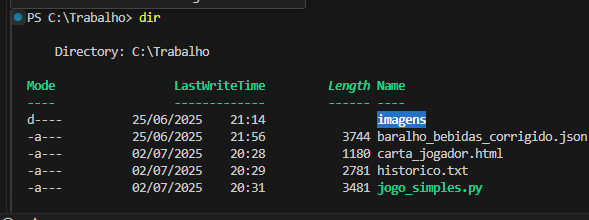 PS C:\Trabalho> dir
Directory: C:\Trabalho
Mode LastWriteTime Length Name
---- ------------- ------ ----
d---- 25/06/2025 21:14 imagens
-a--- 25/06/2025 21:56 3744 baralho_bebidas_corrigido.json
-a--- 02/07/2025 20:28 1180 carta_jogador.html
-a--- 02/07/2025 20:29 2781 historico.txt
-a--- 02/07/2025 20:31 3481 jogo_simples.py